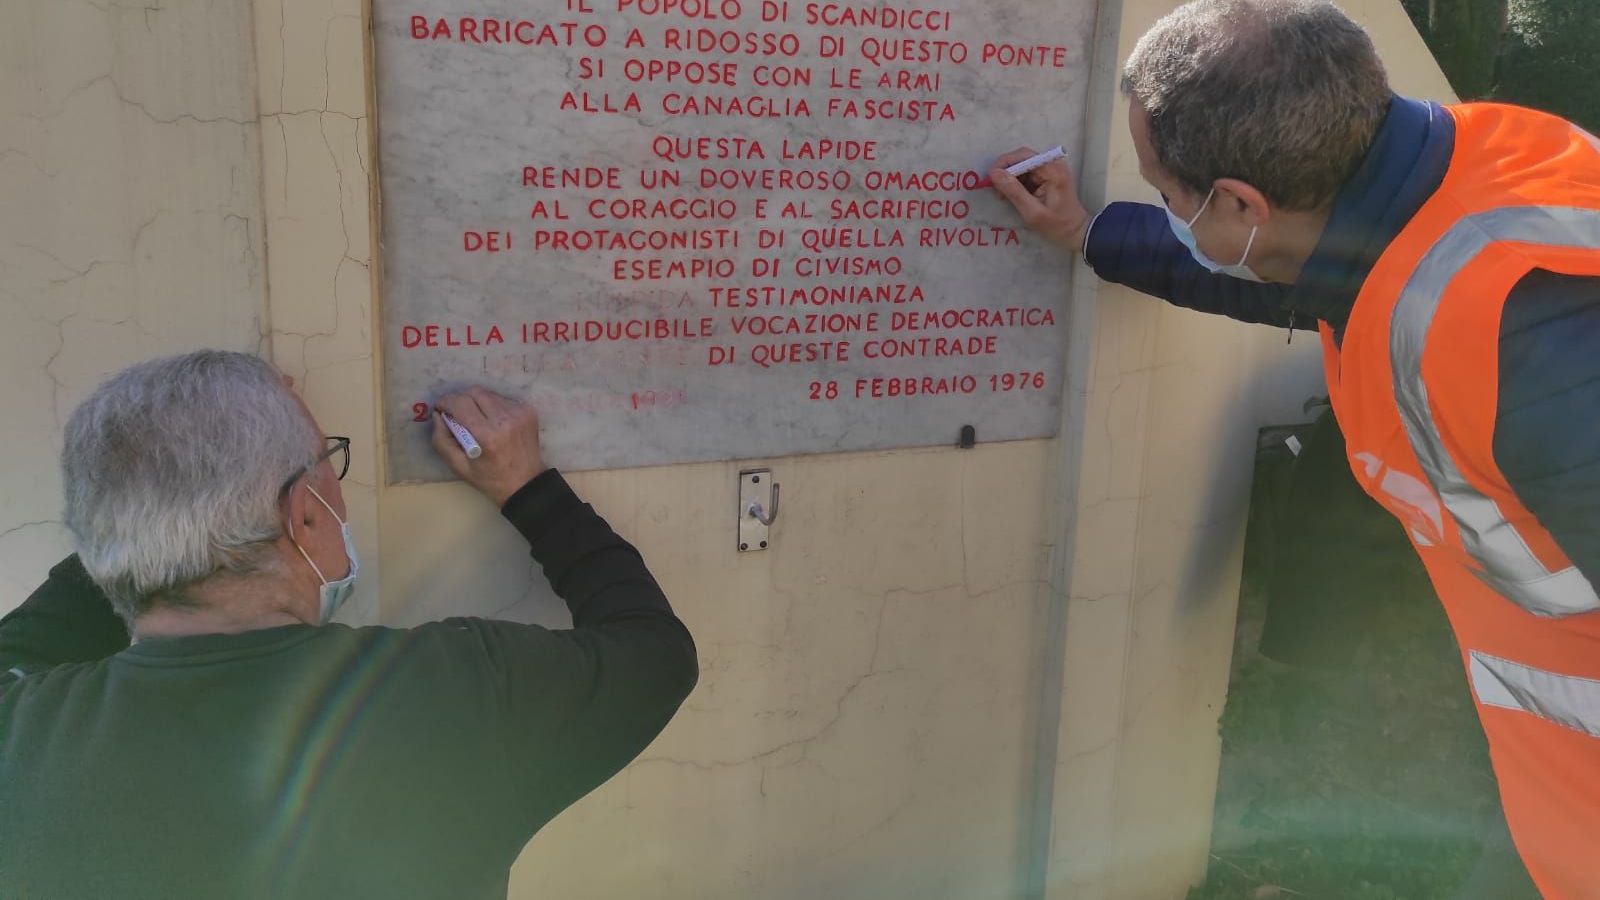 IL POPOLO DI SCANDICCI
BARRICATO A RIDOSSO DI QUESTO PONTE
SI OPPOSE CON LE ARMI
ALLA CANAGLIA FASCISTA
QUESTA LAPIDE
RENDE UN DOVEROSO OMAGGIO
AL CORAGGIO E AL SACRIFICIO
DEI PROTAGONISTI DI QUELLA RIVOLTA
ESEMPIO DI CIVISMO
TESTIMONIANZA
DELLA IRRIDUCIBILE VOCAZIONE DEMOCRATICA
DELLA GENTE DI QUESTE CONTRADE
28 FEBBRAIO 1976